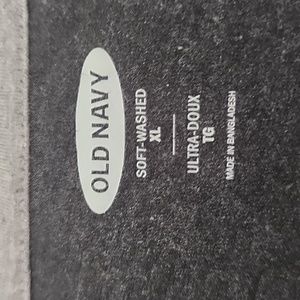 OLD NAVY
SOFT-WASHED
XL
ULTRA-DOUX
TG
MADE IN BANGLADESH